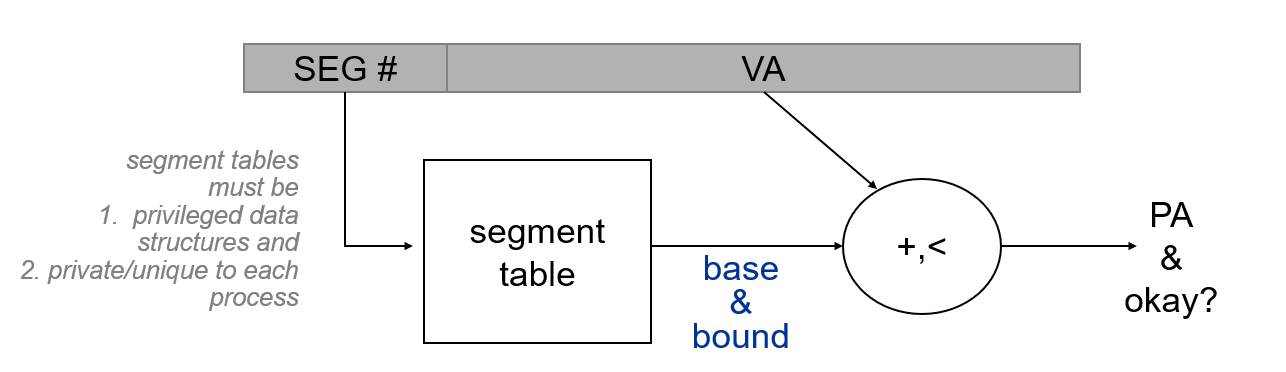 SEG #
VA
segment tables
must be
1. privileged data
structures and
2. private/unique to each
process
segment
table
base
&
bound
+,<
PA
&
okay?